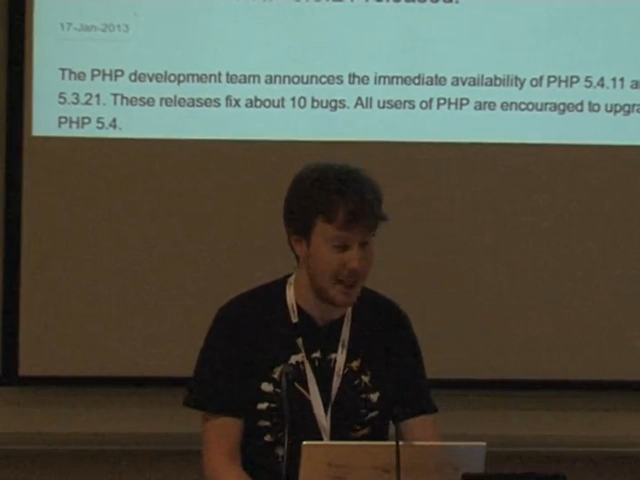 17-Jan-2013
The PHP development team announces the immediate availability of PHP 5.4.11
5.3.21. These releases fix about 10 bugs. All users of PHP are encouraged to upgra
PHP 5.4.